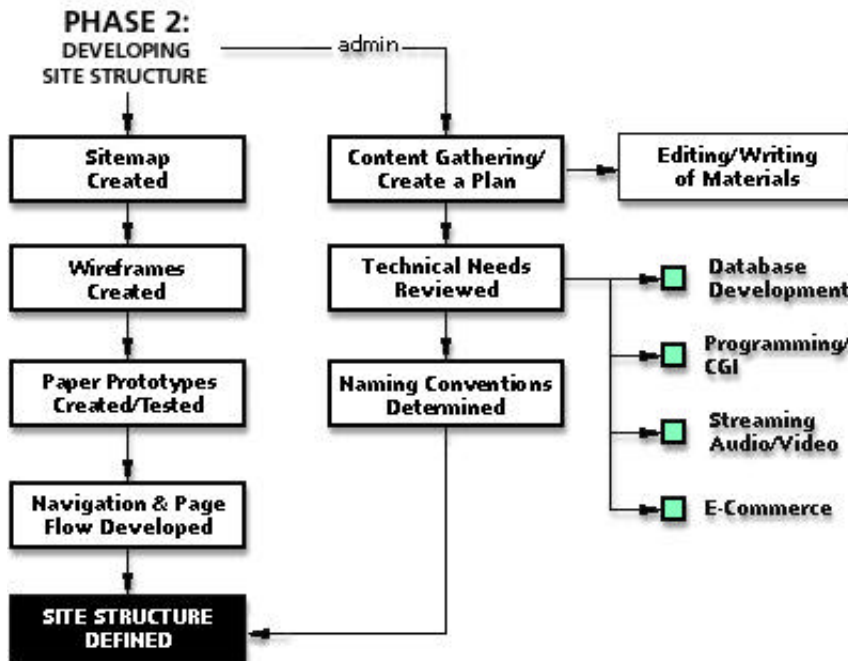 PHASE 2:
DEVELOPING
SITE STRUCTURE
admin
Sitemap
Created
Wireframes
Created
Paper Prototypes
Created/Tested
Navigation & Page
Flow Developed
SITE STRUCTURE
DEFINED
Content Gathering/
Create a Plan
Technical Needs
Reviewed
Naming Conventions
Determined
Editing/Writing
of Materials
Database
Development
Programming/
CGI
Streaming
Audio/Video
E-Commerce